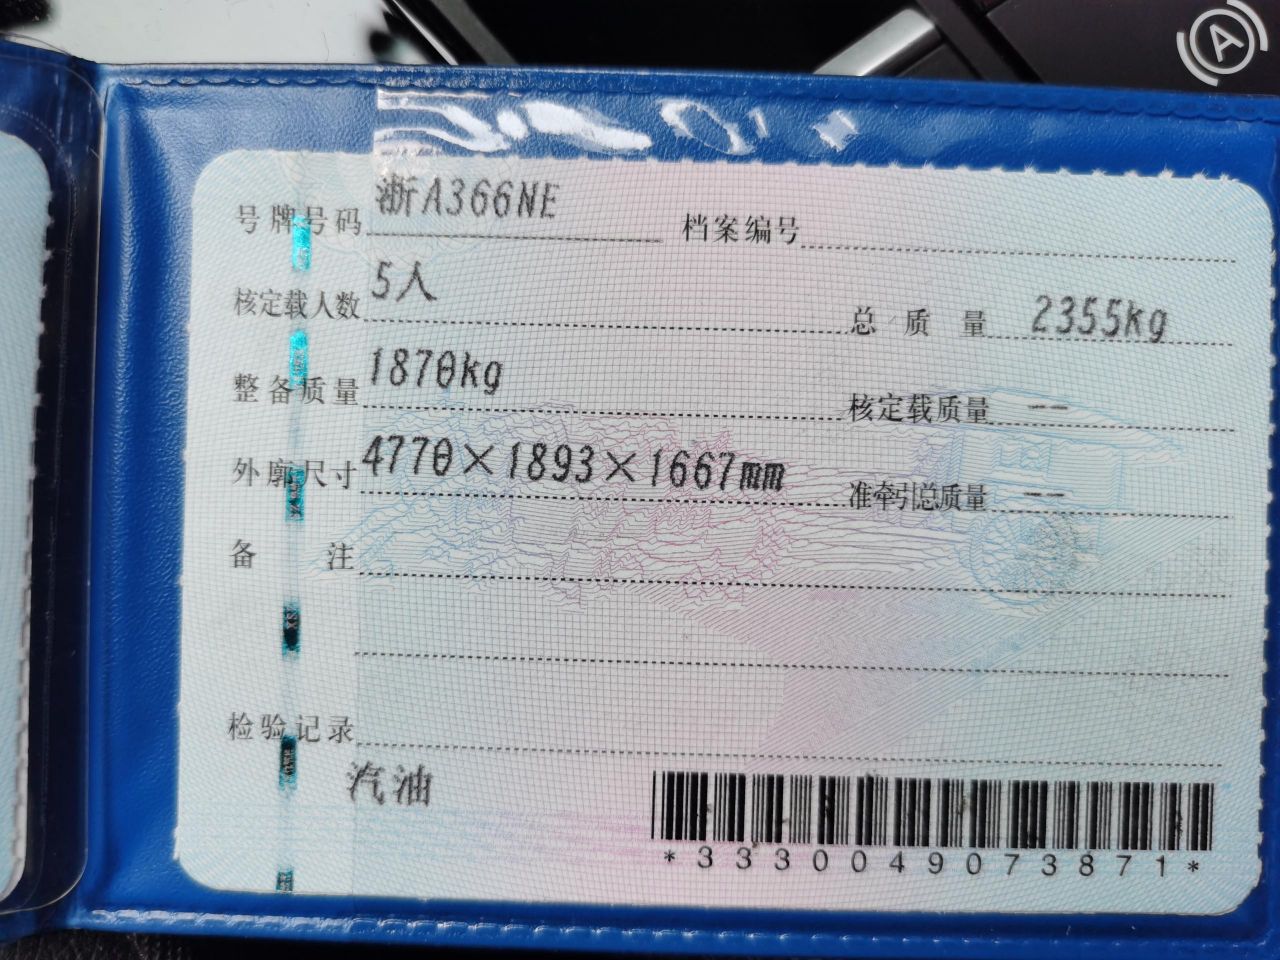 号牌号码 浙A366NE 档案编号
核定载人数 5人 总质量 2355kg
整备质量 1870kg 核定载质量 --
外廓尺寸 4770×1893×1667mm 准牵引总质量 --
备注
检验记录
汽油
*3330049073871*
A